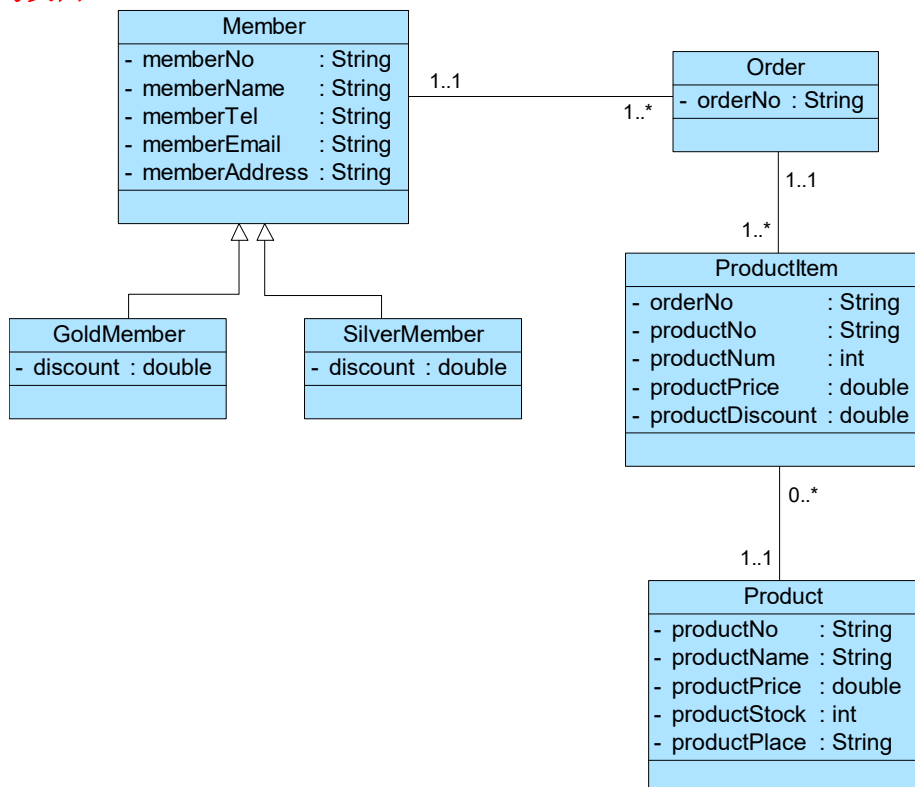 Member
- memberNo : String
- memberName : String
- memberTel : String
- memberEmail : String
- memberAddress : String
1..1
1..*
Order
- orderNo : String
1..1
1..*
GoldMember
- discount : double
SilverMember
- discount : double
ProductItem
- orderNo : String
- productNo : String
- productNum : int
- productPrice : double
- productDiscount : double
0..*
1..1
Product
- productNo : String
- productName : String
- productPrice : double
- productStock : int
- productPlace : String